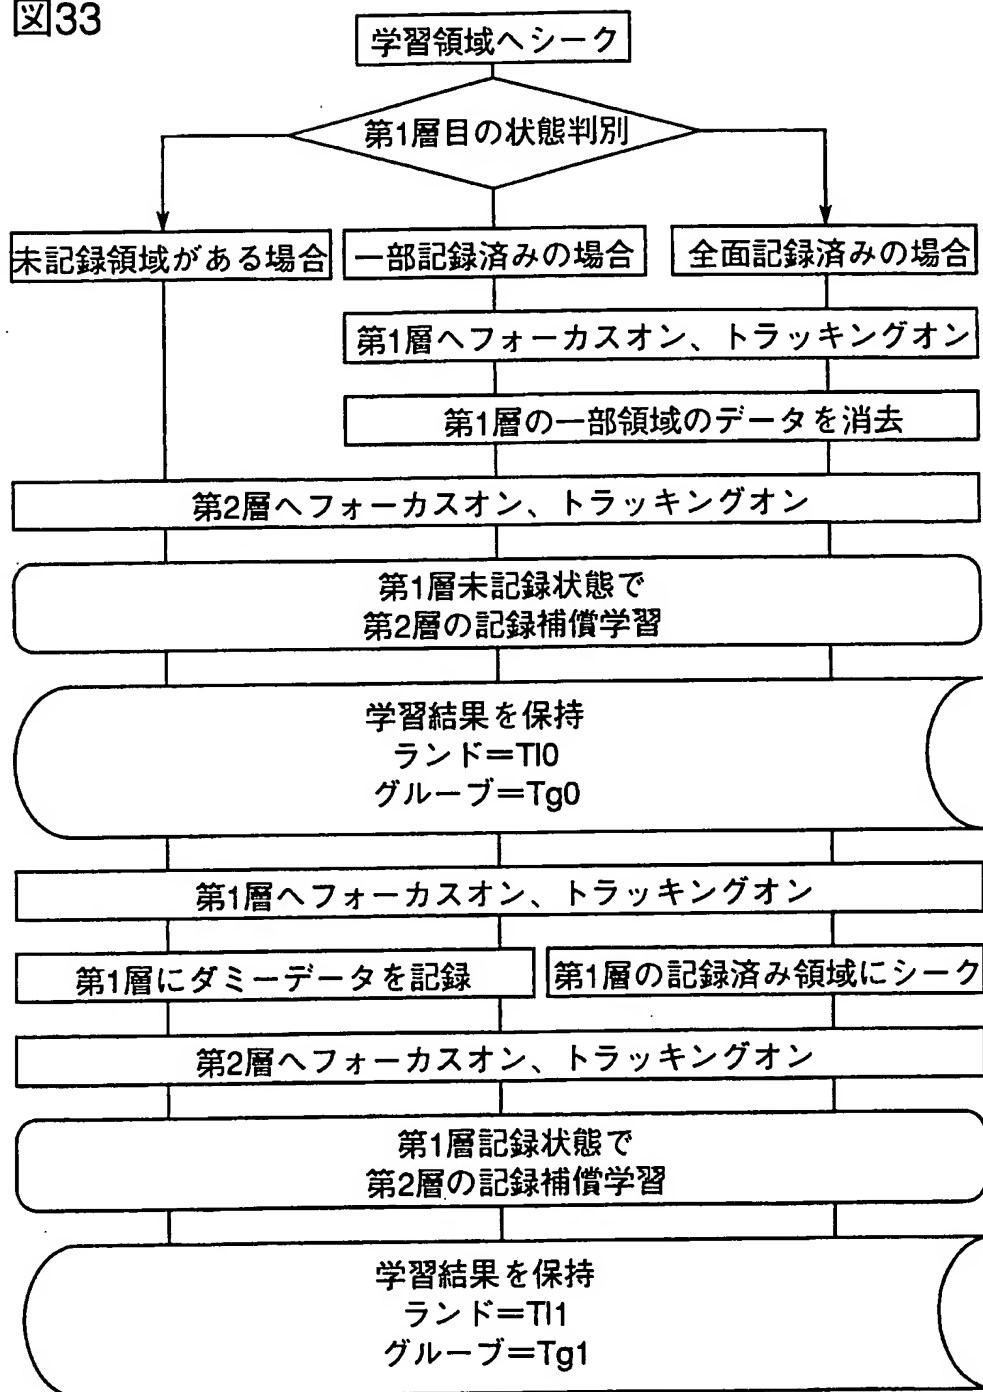 図33
学習領域へシーク
第1層目の状態判別
未記録領域がある場合
一部記録済みの場合
全面記録済みの場合
第1層へフォーカスオン、トラッキングオン
第1層の一部領域のデータを消去
第2層へフォーカスオン、トラッキングオン
第1層未記録状態で
第2層の記録補償学習
学習結果を保持
ランド=Tl0
グルーブ=Tg0
第1層へフォーカスオン、トラッキングオン
第1層にダミーデータを記録
第1層の記録済み領域にシーク
第2層へフォーカスオン、トラッキングオン
第1層記録状態で
第2層の記録補償学習
学習結果を保持
ランド=Tl1
グルーブ=Tg1